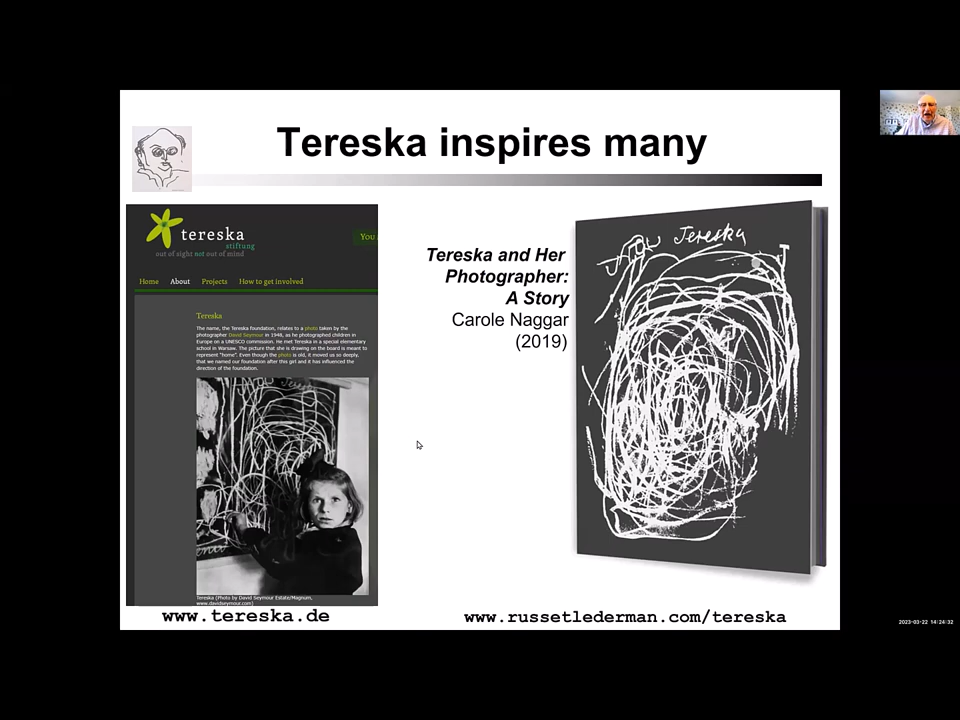 Tereska inspires many
tereska
stiftung
out of sight not out of mind
You
Home About Projects How to get involved
Tereska
The name, the Tereska foundation, relates to a photo taken by the
photographer David Seymour in 1948, as he photographed children in
Europe on a UNESCO commission. He met Tereska in a special elementary
school in Warsaw. The picture that she is drawing on the board is meant to
represent "home". Even though the photo is old, it moved us so deeply,
that we named our foundation after this girl and it has influenced the
direction of the foundation.
Tereska (Photo by David Seymour Estate/Magnum,
www.davidseymour.com)
www.tereska.de
Tereska and Her
Photographer:
A Story
Carole Naggar
(2019)
Tereska
www.russetlederman.com/tereska
2023-03-22 14:24:32